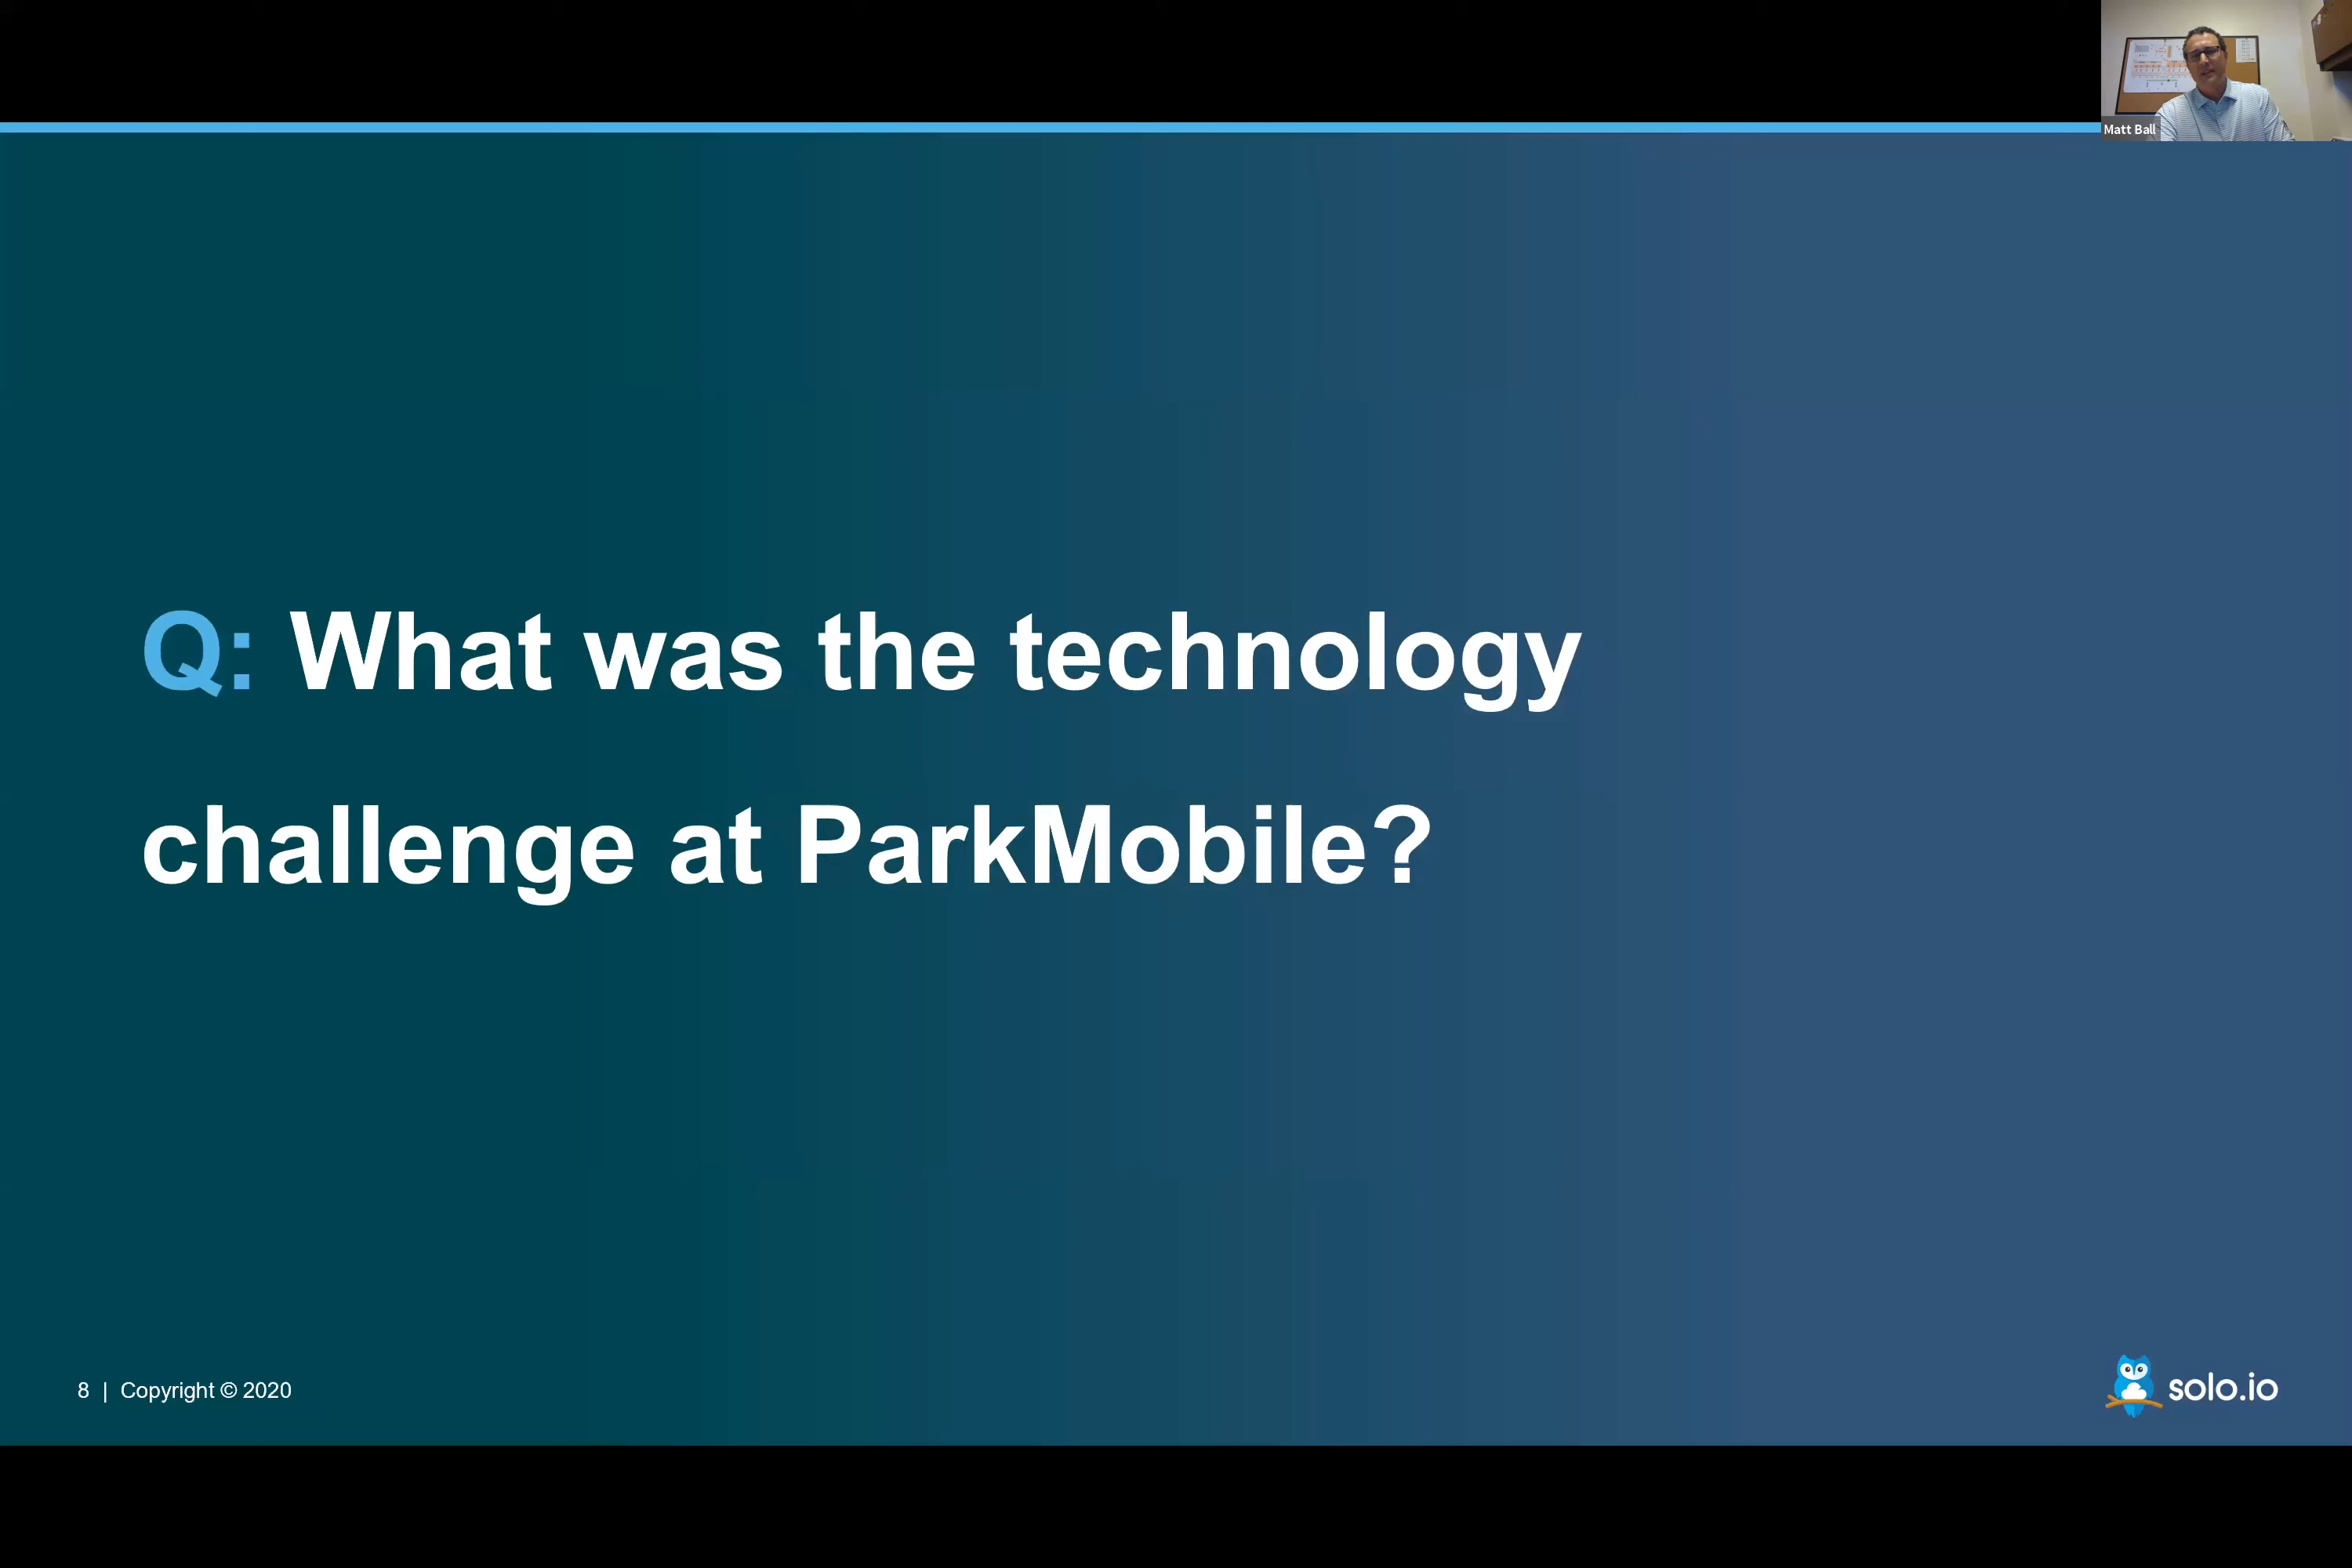 Matt Ball
Q: What was the technology
challenge at ParkMobile?
8 | Copyright © 2020
solo.io